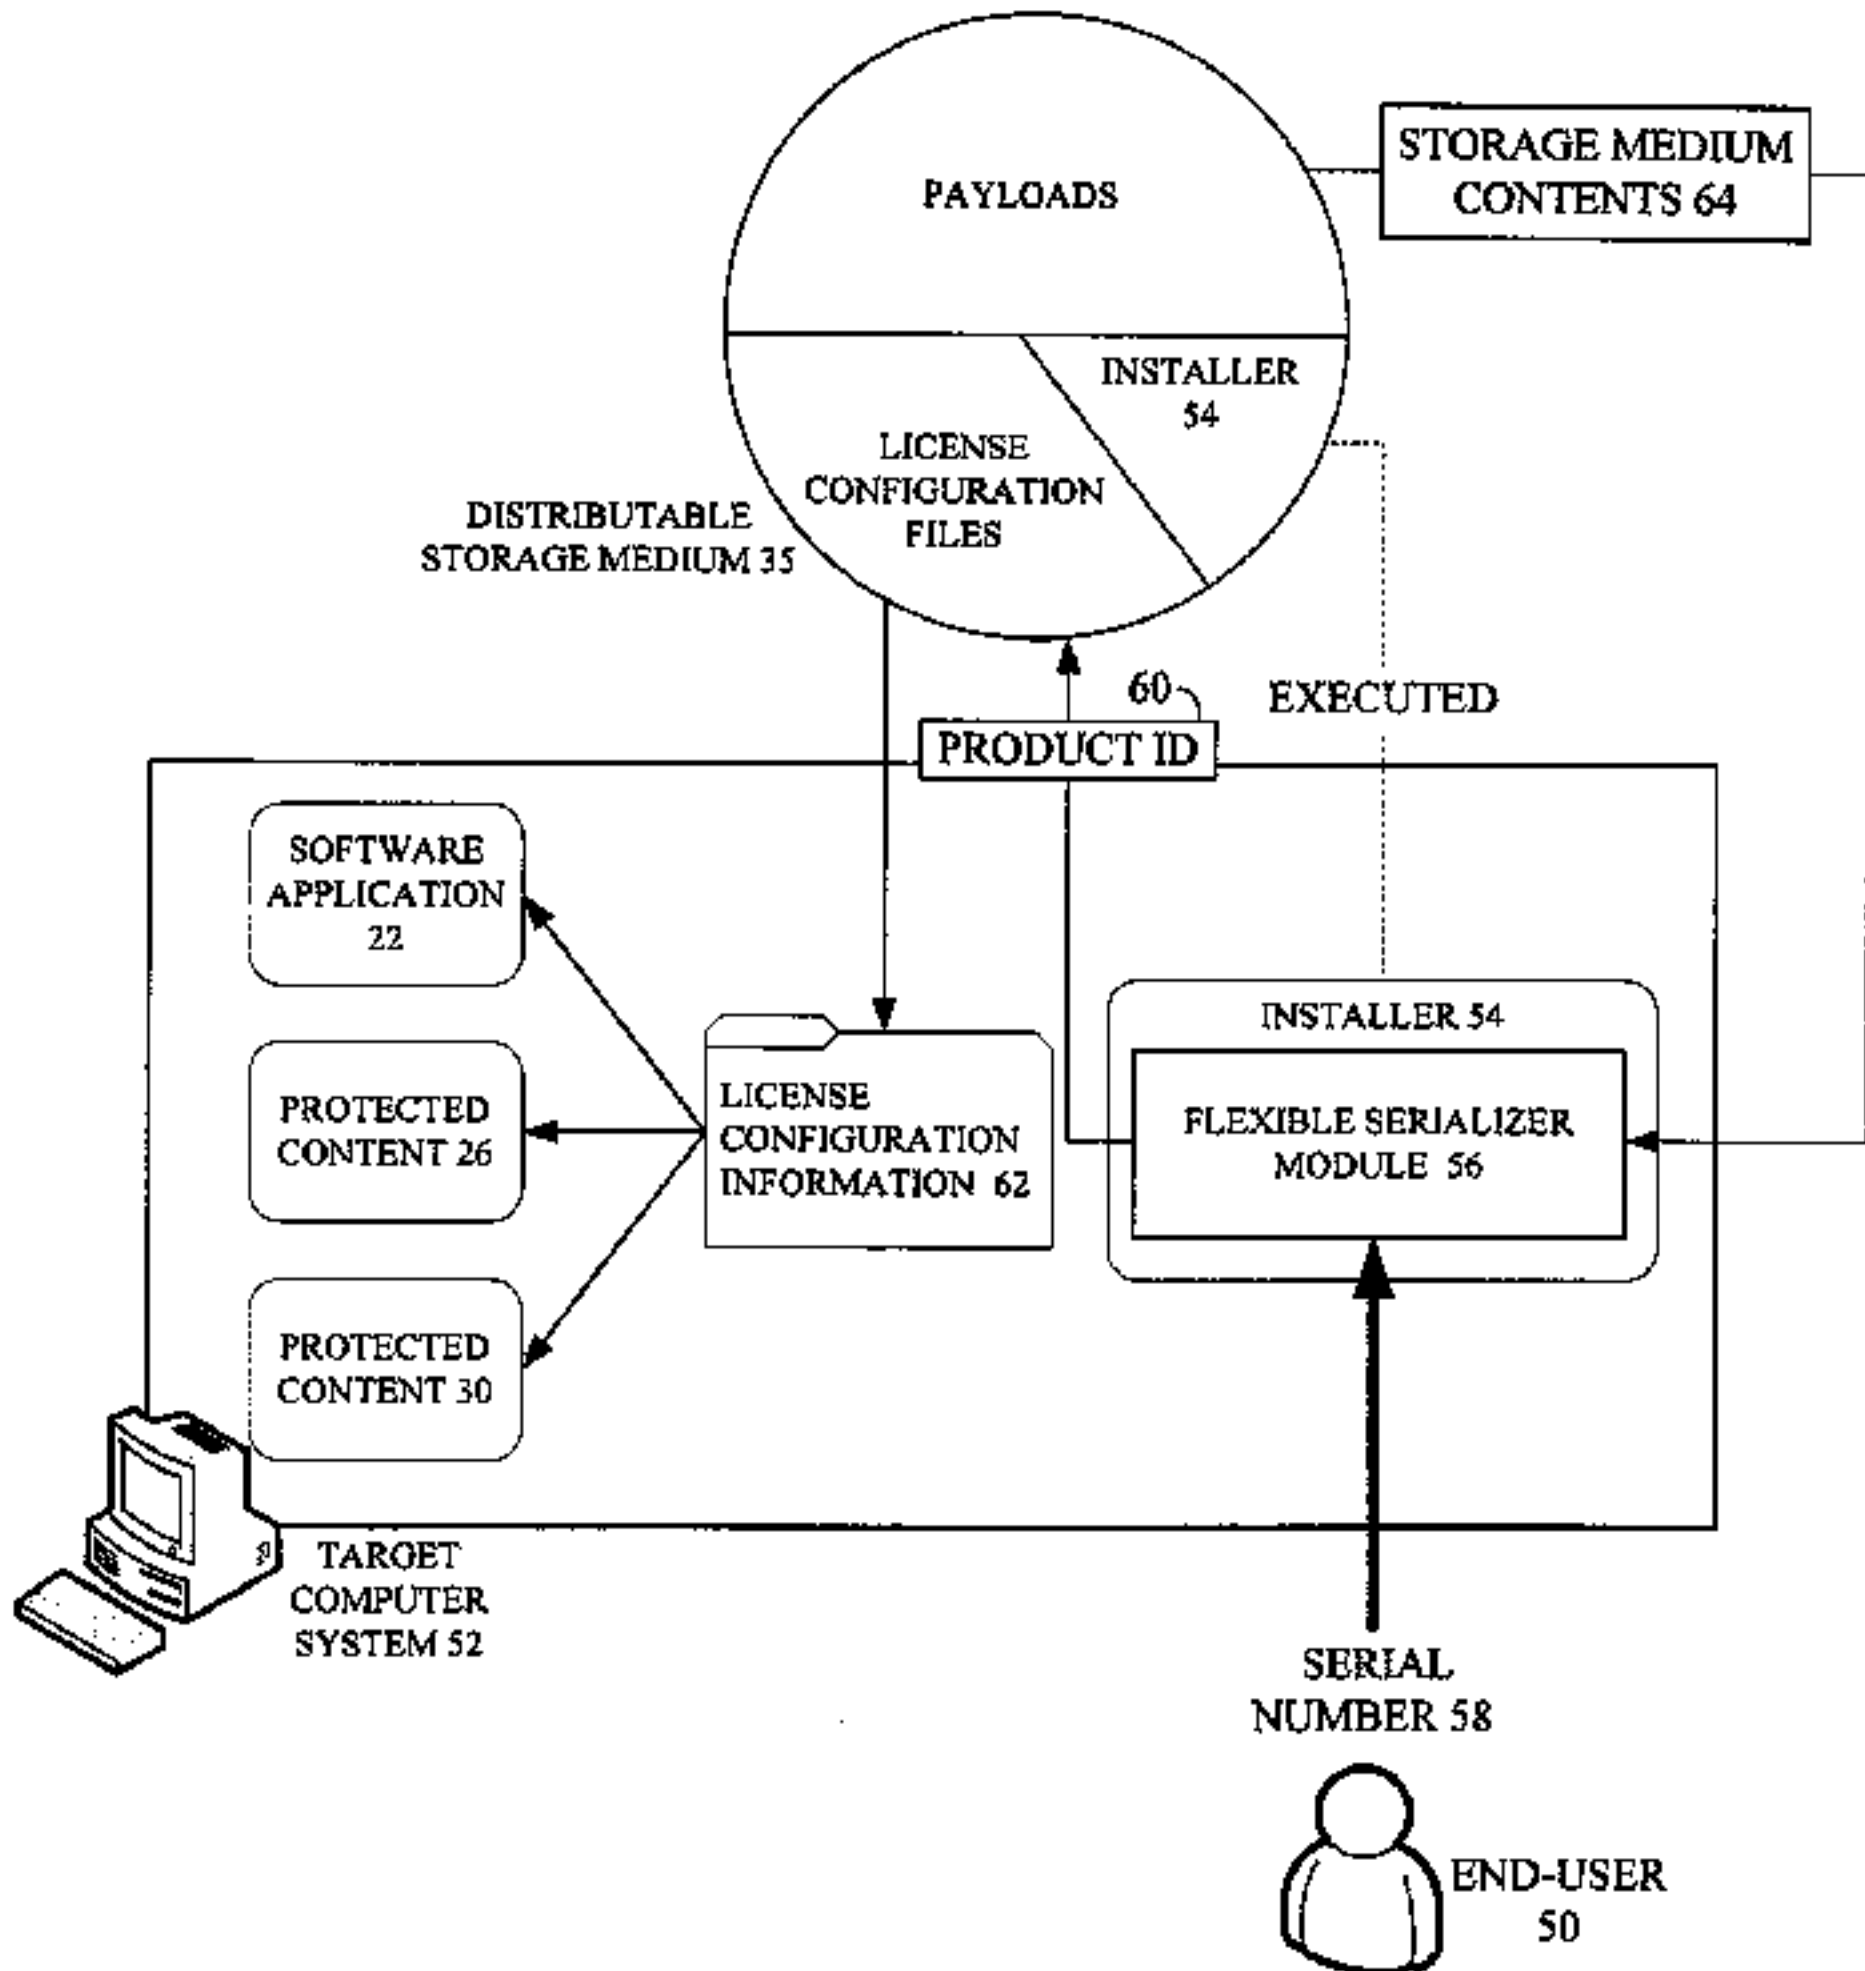 PAYLOADS
STORAGE MEDIUM
CONTENTS 64
INSTALLER
54
LICENSE
CONFIGURATION
FILES
DISTRIBUTABLE
STORAGE MEDIUM 35
60
EXECUTED
PRODUCT ID
SOFTWARE
APPLICATION
22
INSTALLER 54
LICENSE
CONFIGURATION
INFORMATION 62
PROTECTED
CONTENT 26
FLEXIBLE SERIALIZER
MODULE 56
PROTECTED
CONTENT 30
TARGET
COMPUTER
SYSTEM 52
SERIAL
NUMBER 58
END-USER
50